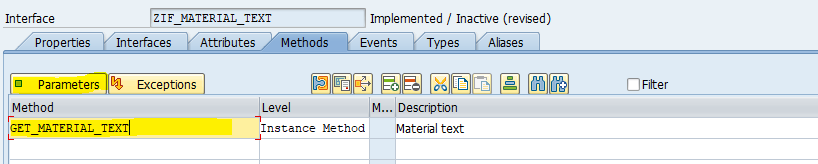 Interface ZIF_MATERIAL_TEXT Implemented / Inactive (revised)
Properties Interfaces Attributes Methods Events Types Aliases
Parameters Exceptions Filter
Method Level M... Description
GET_MATERIAL_TEXT Instance Method Material text